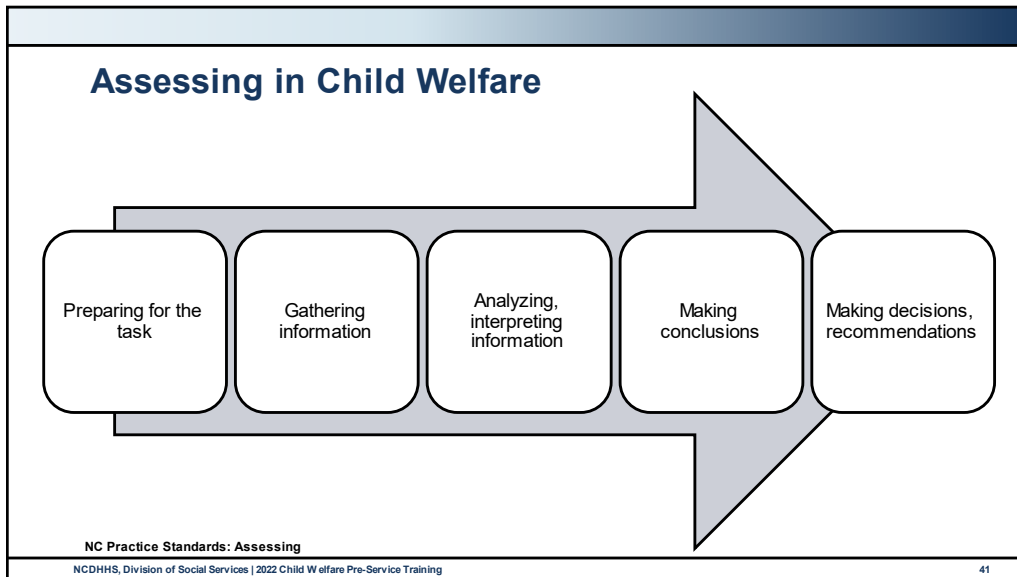 Assessing in Child Welfare
Preparing for the
task
Gathering
information
Analyzing,
interpreting
information
Making
conclusions
Making decisions,
recommendations
NC Practice Standards: Assessing
NCDHHS, Division of Social Services | 2022 Child Welfare Pre-Service Training
41